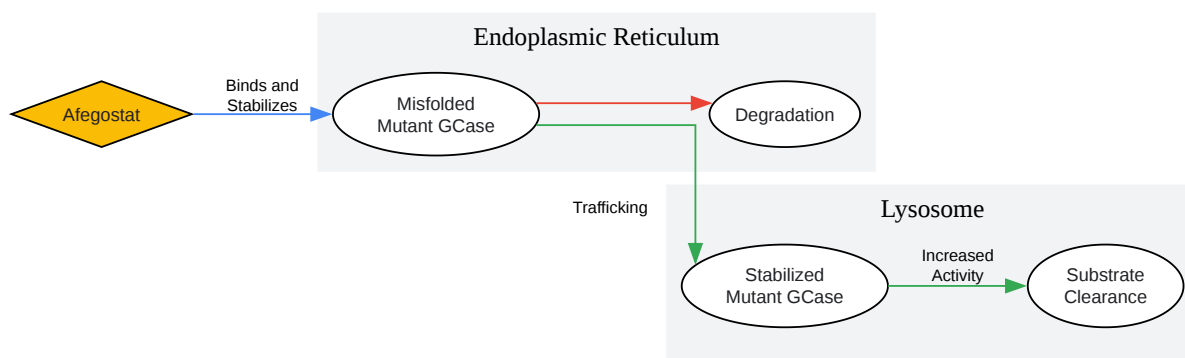 Endoplasmic Reticulum
Afegostat
Binds and
Stabilizes
Misfolded
Mutant GCase
Degradation
Trafficking
Lysosome
Stabilized
Mutant GCase
Increased
Activity
Substrate
Clearance